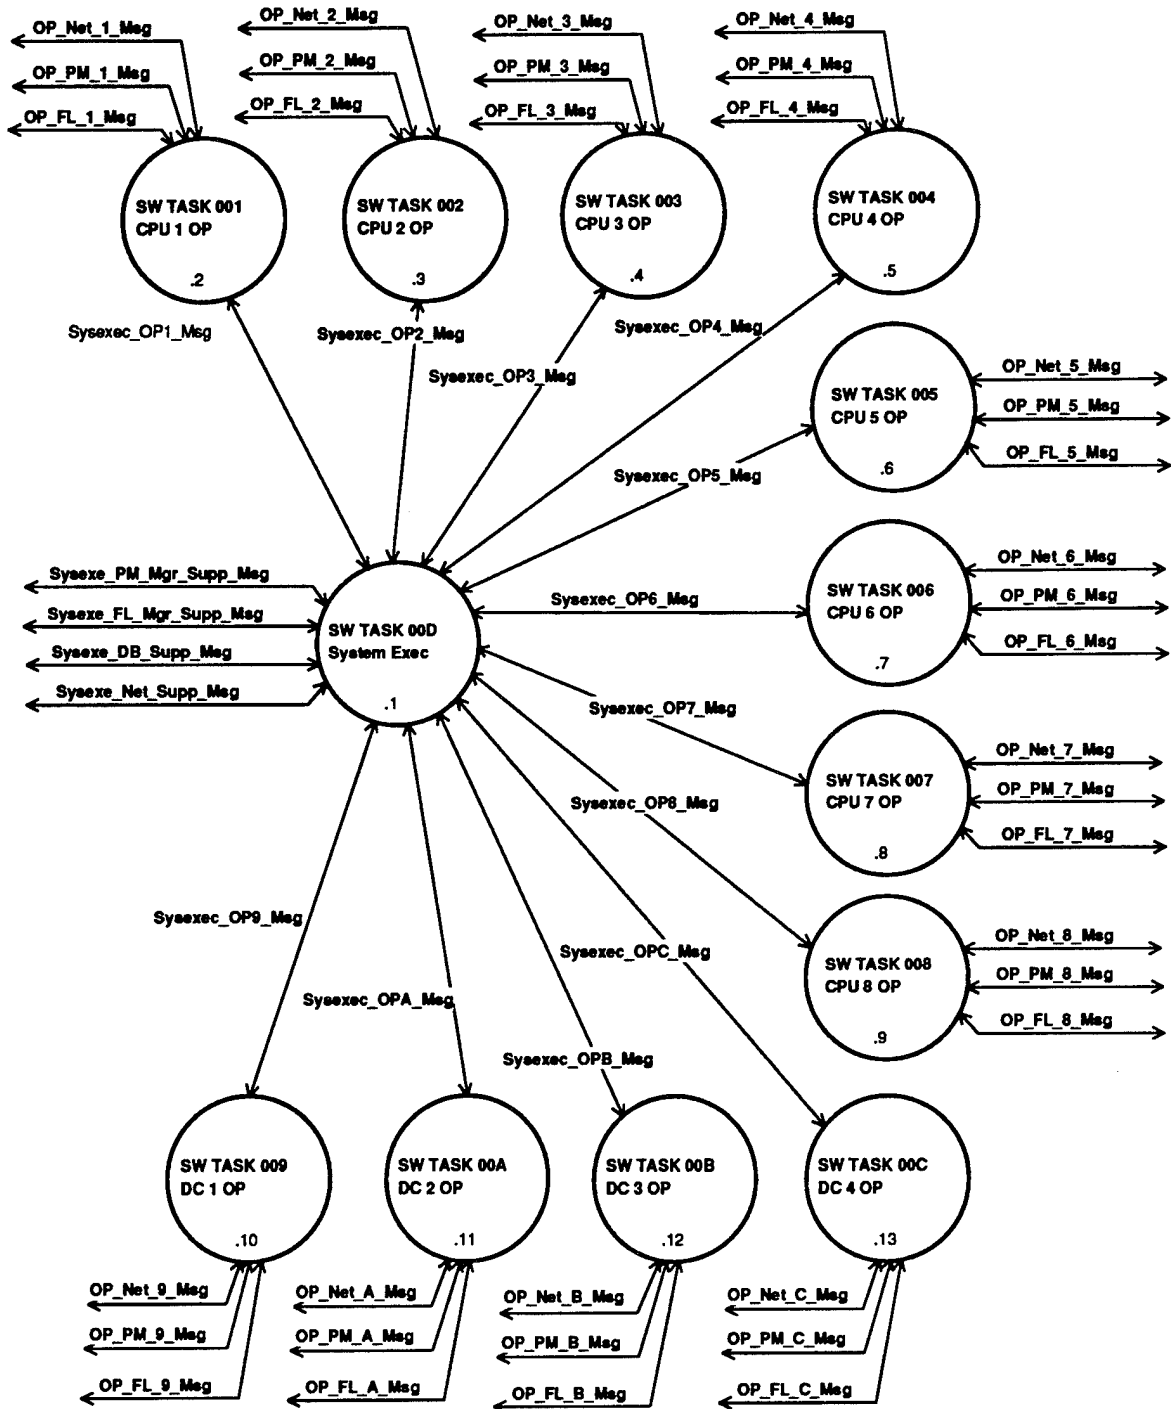 OP_Net_1_Msg
OP_PM_1_Msg
OP_FL_1_Msg
OP_Net_2_Msg
OP_PM_2_Msg
OP_FL_2_Msg
OP_Net_3_Msg
OP_PM_3_Msg
OP_FL_3_Msg
OP_Net_4_Msg
OP_PM_4_Msg
OP_FL_4_Msg
SW TASK 001
CPU 1 OP
.2
SW TASK 002
CPU 2 OP
.3
SW TASK 003
CPU 3 OP
.4
SW TASK 004
CPU 4 OP
.5
Sysexec_OP1_Msg
Sysexec_OP2_Msg
Sysexec_OP3_Msg
Sysexec_OP4_Msg
SW TASK 005
CPU 5 OP
.6
OP_Net_5_Msg
OP_PM_5_Msg
OP_FL_5_Msg
Sysexec_OP5_Msg
Sysexe_PM_Mgr_Supp_Msg
Sysexe_FL_Mgr_Supp_Msg
Sysexe_DB_Supp_Msg
Sysexe_Net_Supp_Msg
SW TASK 00D
System Exec
.1
Sysexec_OP6_Msg
SW TASK 006
CPU 6 OP
.7
OP_Net_6_Msg
OP_PM_6_Msg
OP_FL_6_Msg
Sysexec_OP7_Msg
SW TASK 007
CPU 7 OP
.8
OP_Net_7_Msg
OP_PM_7_Msg
OP_FL_7_Msg
Sysexec_OP8_Msg
SW TASK 008
CPU 8 OP
.9
OP_Net_8_Msg
OP_PM_8_Msg
OP_FL_8_Msg
Sysexec_OP9_Msg
Sysexec_OPA_Msg
Sysexec_OPB_Msg
Sysexec_OPC_Msg
SW TASK 009
DC 1 OP
.10
SW TASK 00A
DC 2 OP
.11
SW TASK 00B
DC 3 OP
.12
SW TASK 00C
DC 4 OP
.13
OP_Net_9_Msg
OP_PM_9_Msg
OP_FL_9_Msg
OP_Net_A_Msg
OP_PM_A_Msg
OP_FL_A_Msg
OP_Net_B_Msg
OP_PM_B_Msg
OP_FL_B_Msg
OP_Net_C_Msg
OP_PM_C_Msg
OP_FL_C_Msg